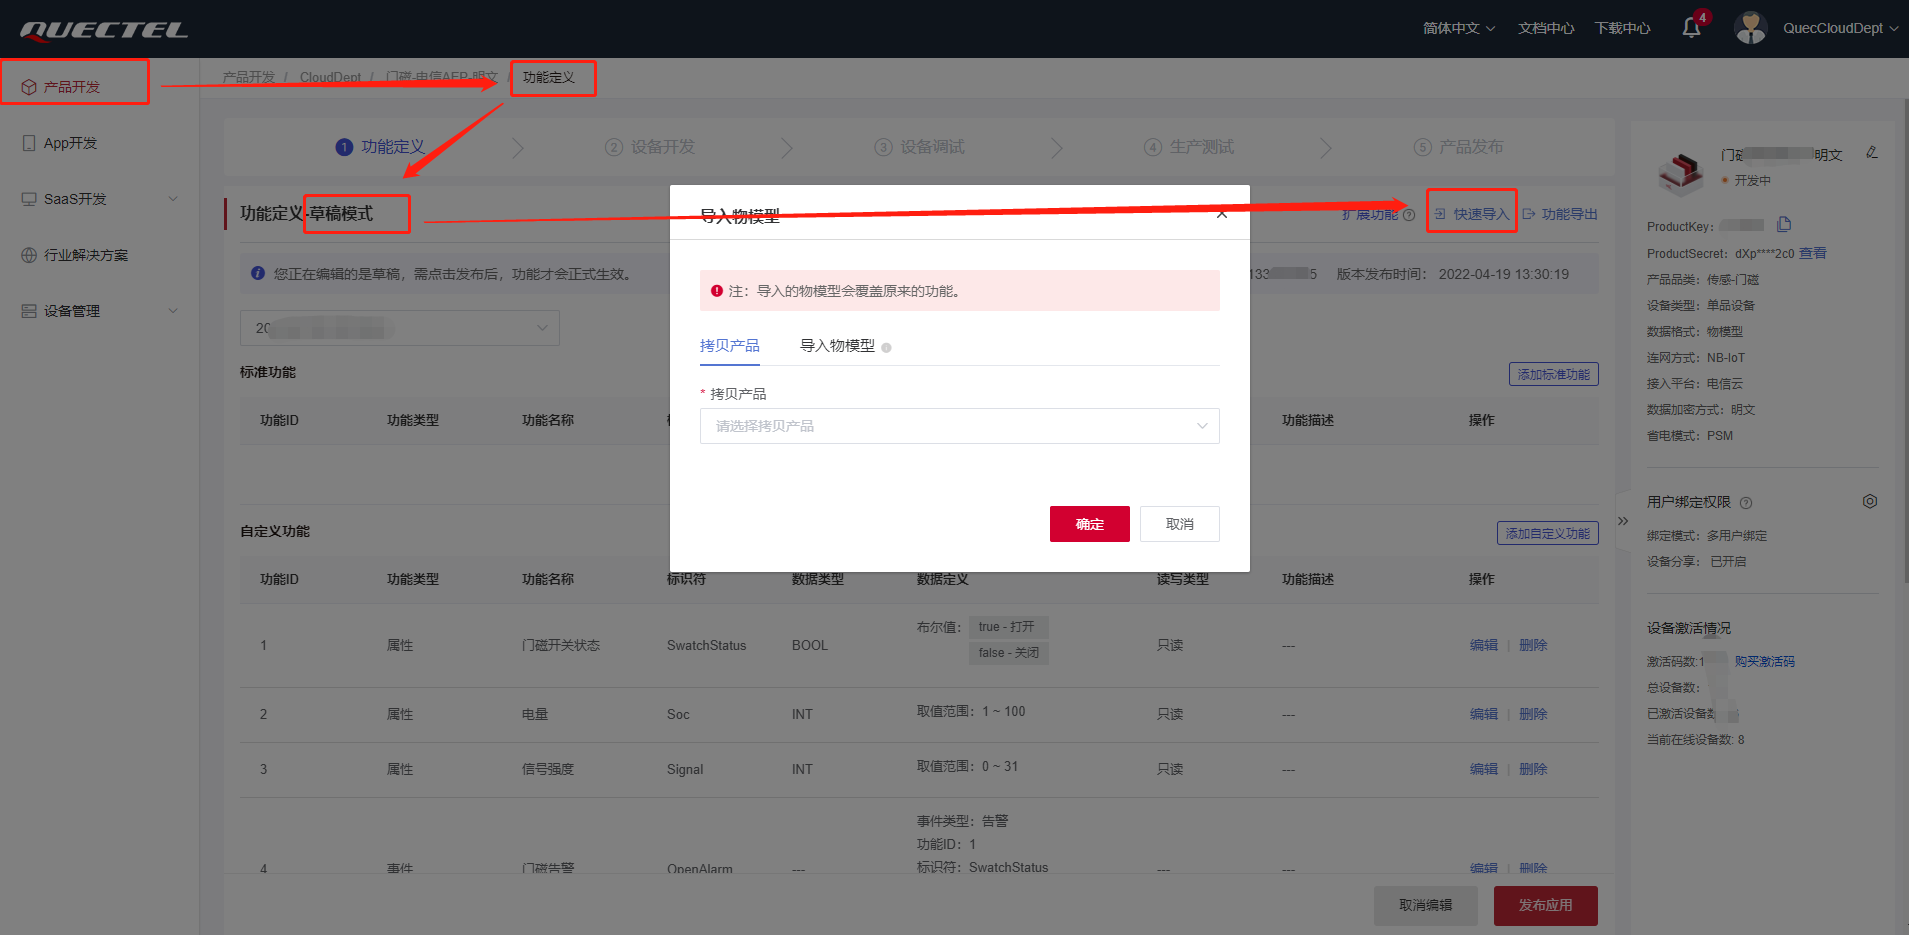 QUECTEL
简体中文 文档中心 下载中心 4 QuecCloudDept
产品开发
App开发
SaaS开发
行业解决方案
设备管理
产品开发 / CloudDept / 门磁-电信AEP-明文 / 功能定义
1 功能定义 2 设备开发 3 设备调试 4 生产测试 5 产品发布
功能定义-草稿模式
扩展功能 快速导入 功能导出
您正在编辑的是草稿，需点击发布后，功能才会正式生效。
133 5 版本发布时间： 2022-04-19 13:30:19
20
标准功能
添加标准功能
功能ID 功能类型 功能名称 功能描述 操作
自定义功能
添加自定义功能
功能ID 功能类型 功能名称 标识符 数据类型 数据定义 读写类型 功能描述 操作
1 属性 门磁开关状态 SwatchStatus BOOL 布尔值： true - 打开 false - 关闭 只读 --- 编辑 | 删除
2 属性 电量 Soc INT 取值范围：1 ~ 100 只读 --- 编辑 | 删除
3 属性 信号强度 Signal INT 取值范围：0 ~ 31 只读 --- 编辑 | 删除
事件类型：告警
功能ID：1
标识符：SwatchStatus
4 事件 门磁告警 OpenAlarm --- --- --- 编辑 | 删除
取消编辑 发布应用
导入物模型
注：导入的物模型会覆盖原来的功能。
拷贝产品 导入物模型
* 拷贝产品
请选择拷贝产品
确定 取消
门磁 明文
开发中
ProductKey：
ProductSecret：dXp****2c0 查看
产品品类：传感-门磁
设备类型：单品设备
数据格式：物模型
连网方式：NB-IoT
接入平台：电信云
数据加密方式：明文
省电模式：PSM
用户绑定权限
绑定模式：多用户绑定
设备分享： 已开启
设备激活情况
激活码数:1 购买激活码
总设备数:
已激活设备数
当前在线设备数: 8